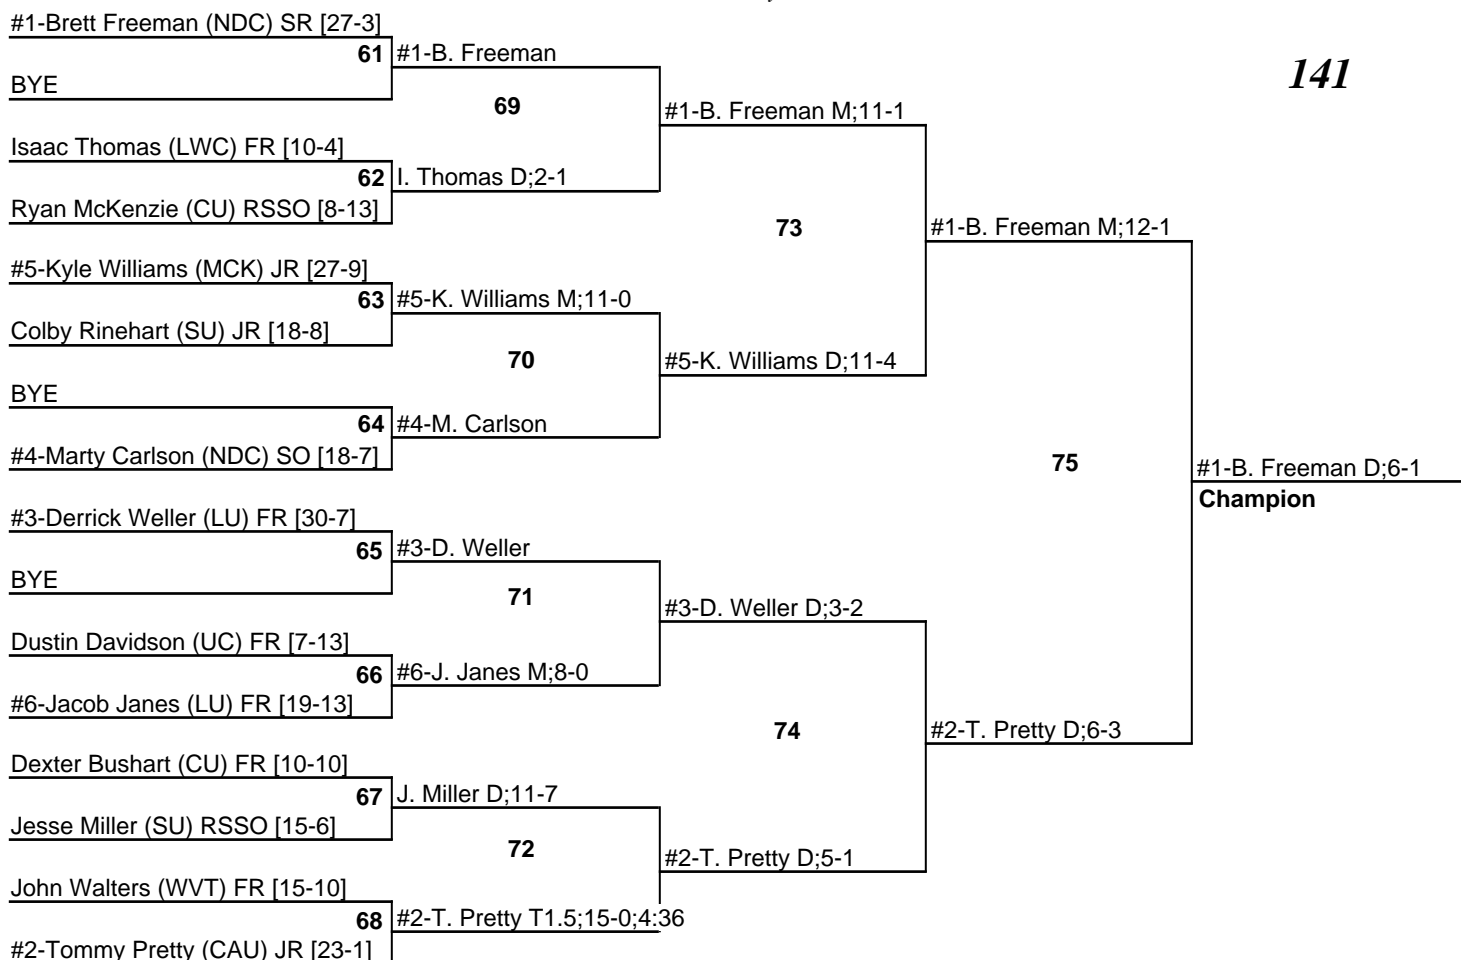 #1-Brett Freeman (NDC) SR [27-3]
61
#1-B. Freeman
141
BYE
69
#1-B. Freeman M;11-1
Isaac Thomas (LWC) FR [10-4]
62
I. Thomas D;2-1
Ryan McKenzie (CU) RSSO [8-13]
73
#1-B. Freeman M;12-1
#5-Kyle Williams (MCK) JR [27-9]
63
#5-K. Williams M;11-0
Colby Rinehart (SU) JR [18-8]
70
#5-K. Williams D;11-4
BYE
64
#4-M. Carlson
#4-Marty Carlson (NDC) SO [18-7]
75
#1-B. Freeman D;6-1
Champion
#3-Derrick Weller (LU) FR [30-7]
65
#3-D. Weller
BYE
71
#3-D. Weller D;3-2
Dustin Davidson (UC) FR [7-13]
66
#6-J. Janes M;8-0
#6-Jacob Janes (LU) FR [19-13]
74
#2-T. Pretty D;6-3
Dexter Bushart (CU) FR [10-10]
67
J. Miller D;11-7
Jesse Miller (SU) RSSO [15-6]
72
#2-T. Pretty D;5-1
John Walters (WVT) FR [15-10]
68
#2-T. Pretty T1.5;15-0;4:36
#2-Tommy Pretty (CAU) JR [23-1]